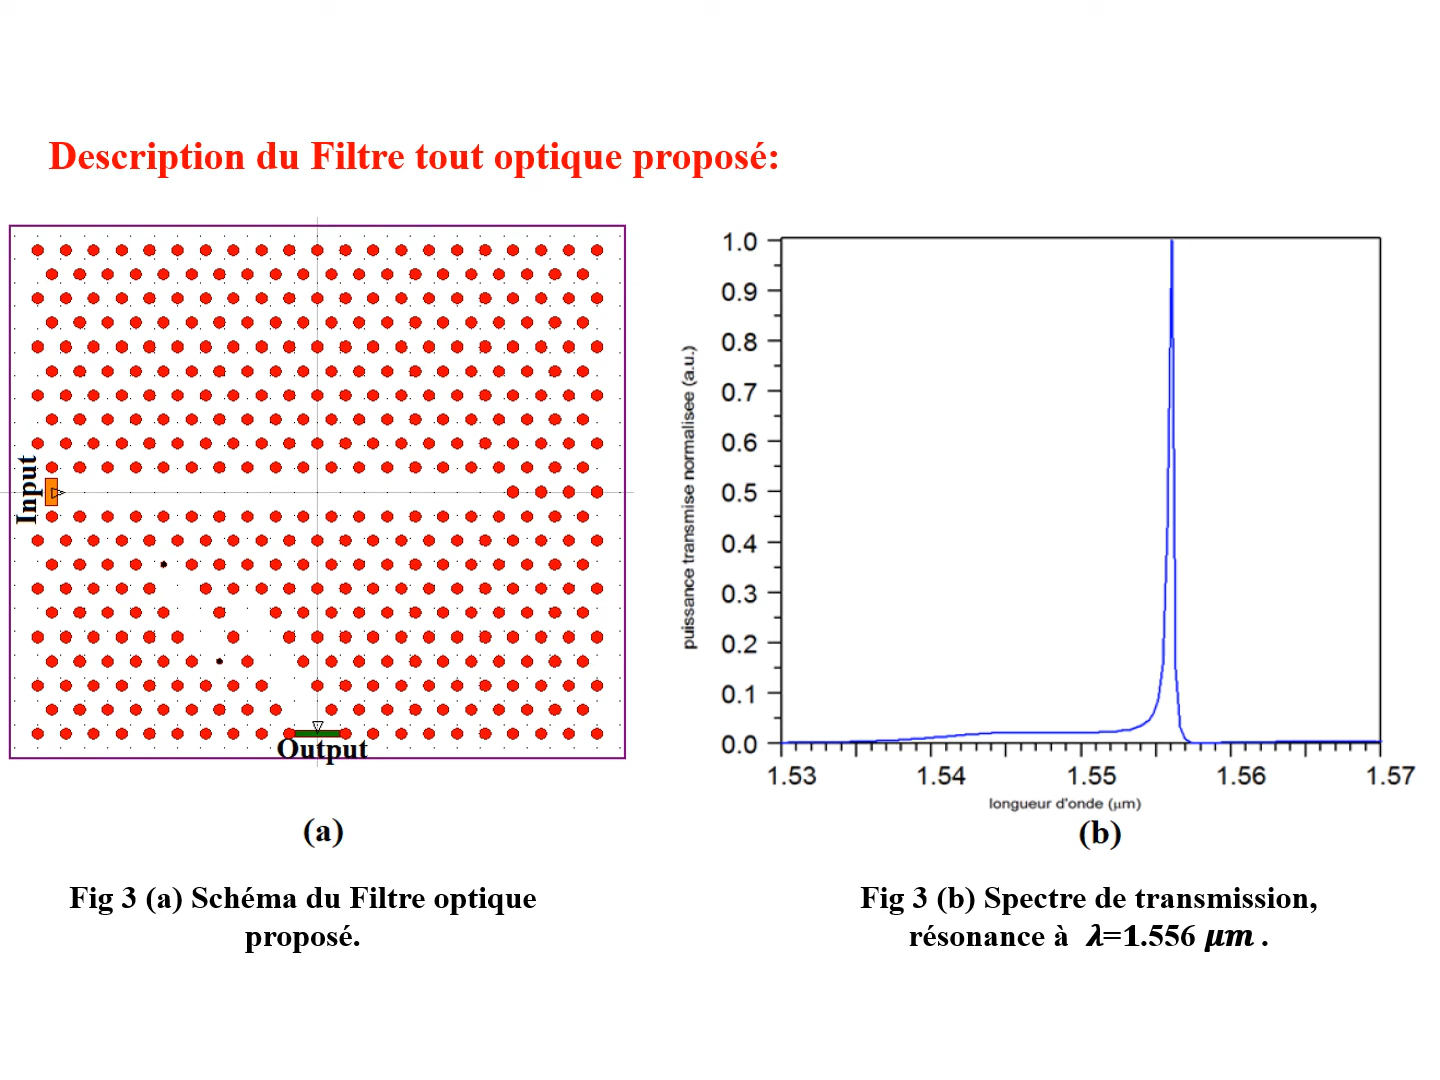 Description du Filtre tout optique proposé:
Input
Output
(a)
Fig 3 (a) Schéma du Filtre optique
proposé.
puissance transmise normalisee (a.u.)
1.0
0.9
0.8
0.7
0.6
0.5
0.4
0.3
0.2
0.1
0.0
1.53 1.54 1.55 1.56 1.57
longueur d'onde (μm)
(b)
Fig 3 (b) Spectre de transmission,
résonance à λ=1.556 μm .